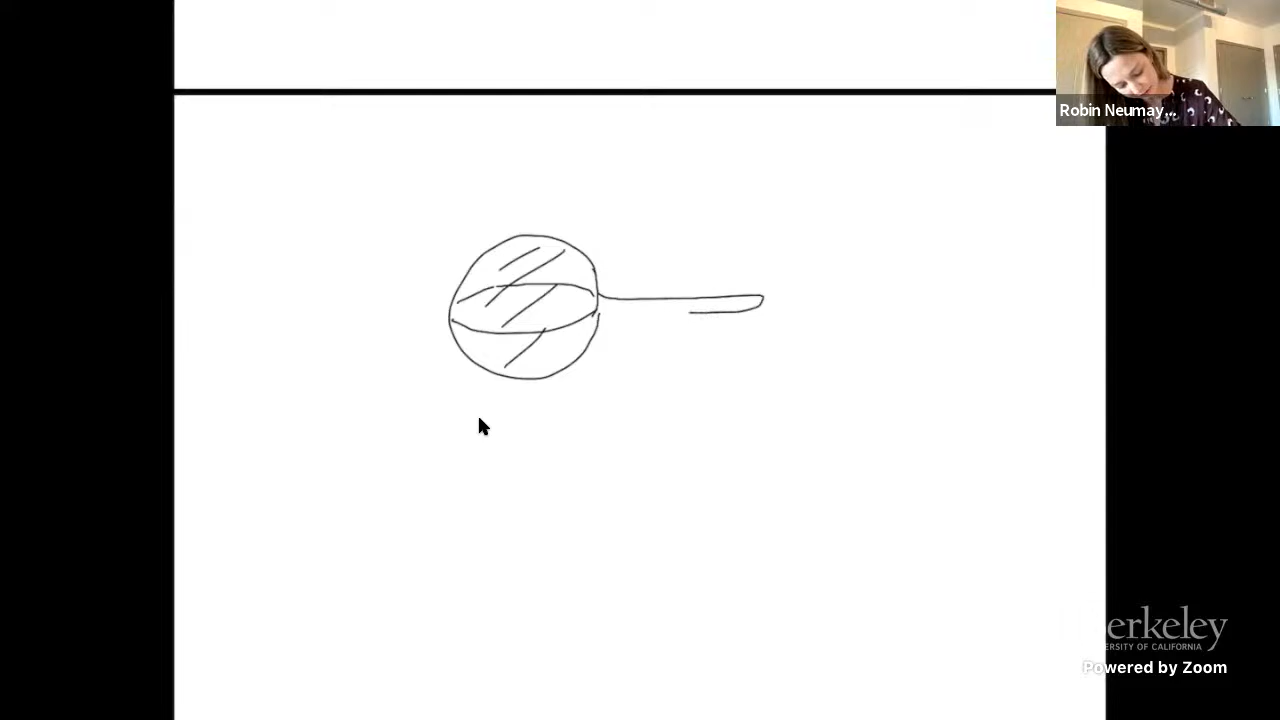 Robin Neumay...
erkeley
ERSITY OF CALIFORNIA
Powered by Zoom